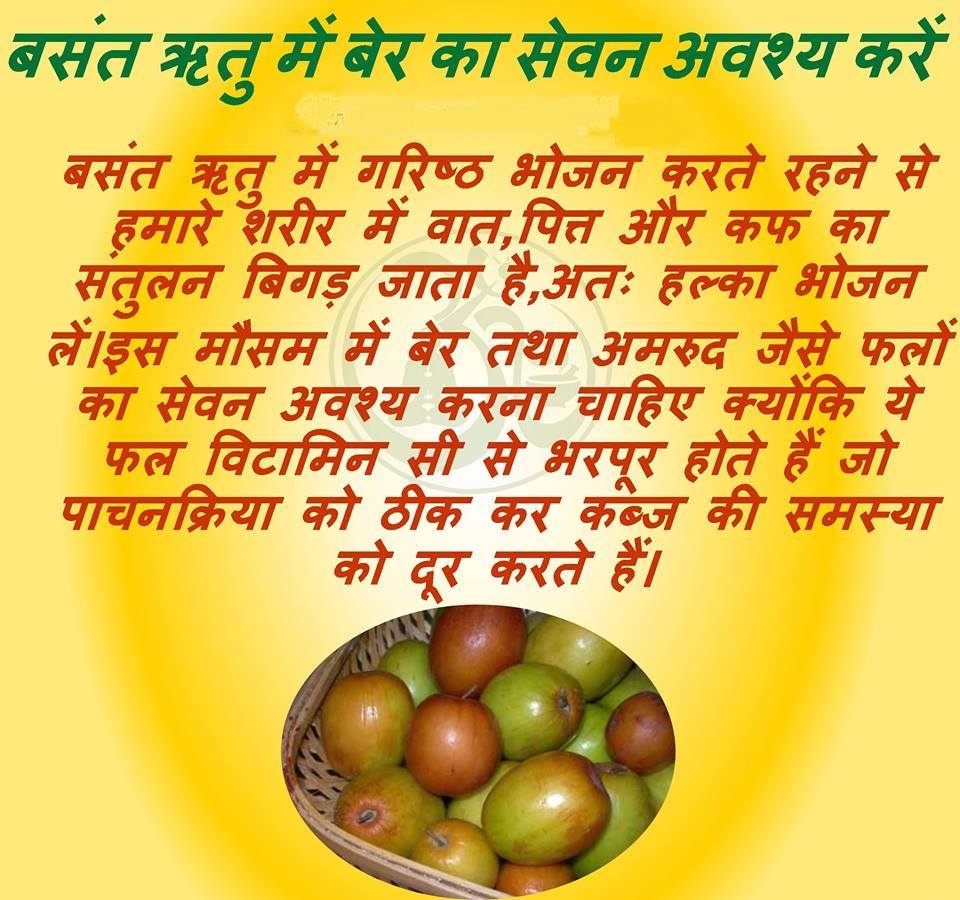 बसंत ऋतु में बेर का सेवन अवश्य करें
बसंत ऋतु में गरिष्ठ भोजन करते रहने से
हमारे शरीर में वात,पित्त और कफ का
संतुलन बिगड़ जाता है,अतः हल्का भोजन
लें।इस मौसम में बेर तथा अमरुद जैसे फलों
का सेवन अवश्य करना चाहिए क्योंकि ये
फल विटामिन सी से भरपूर होते हैं जो
पाचनक्रिया को ठीक कर कब्ज की समस्या
को दूर करते हैं।